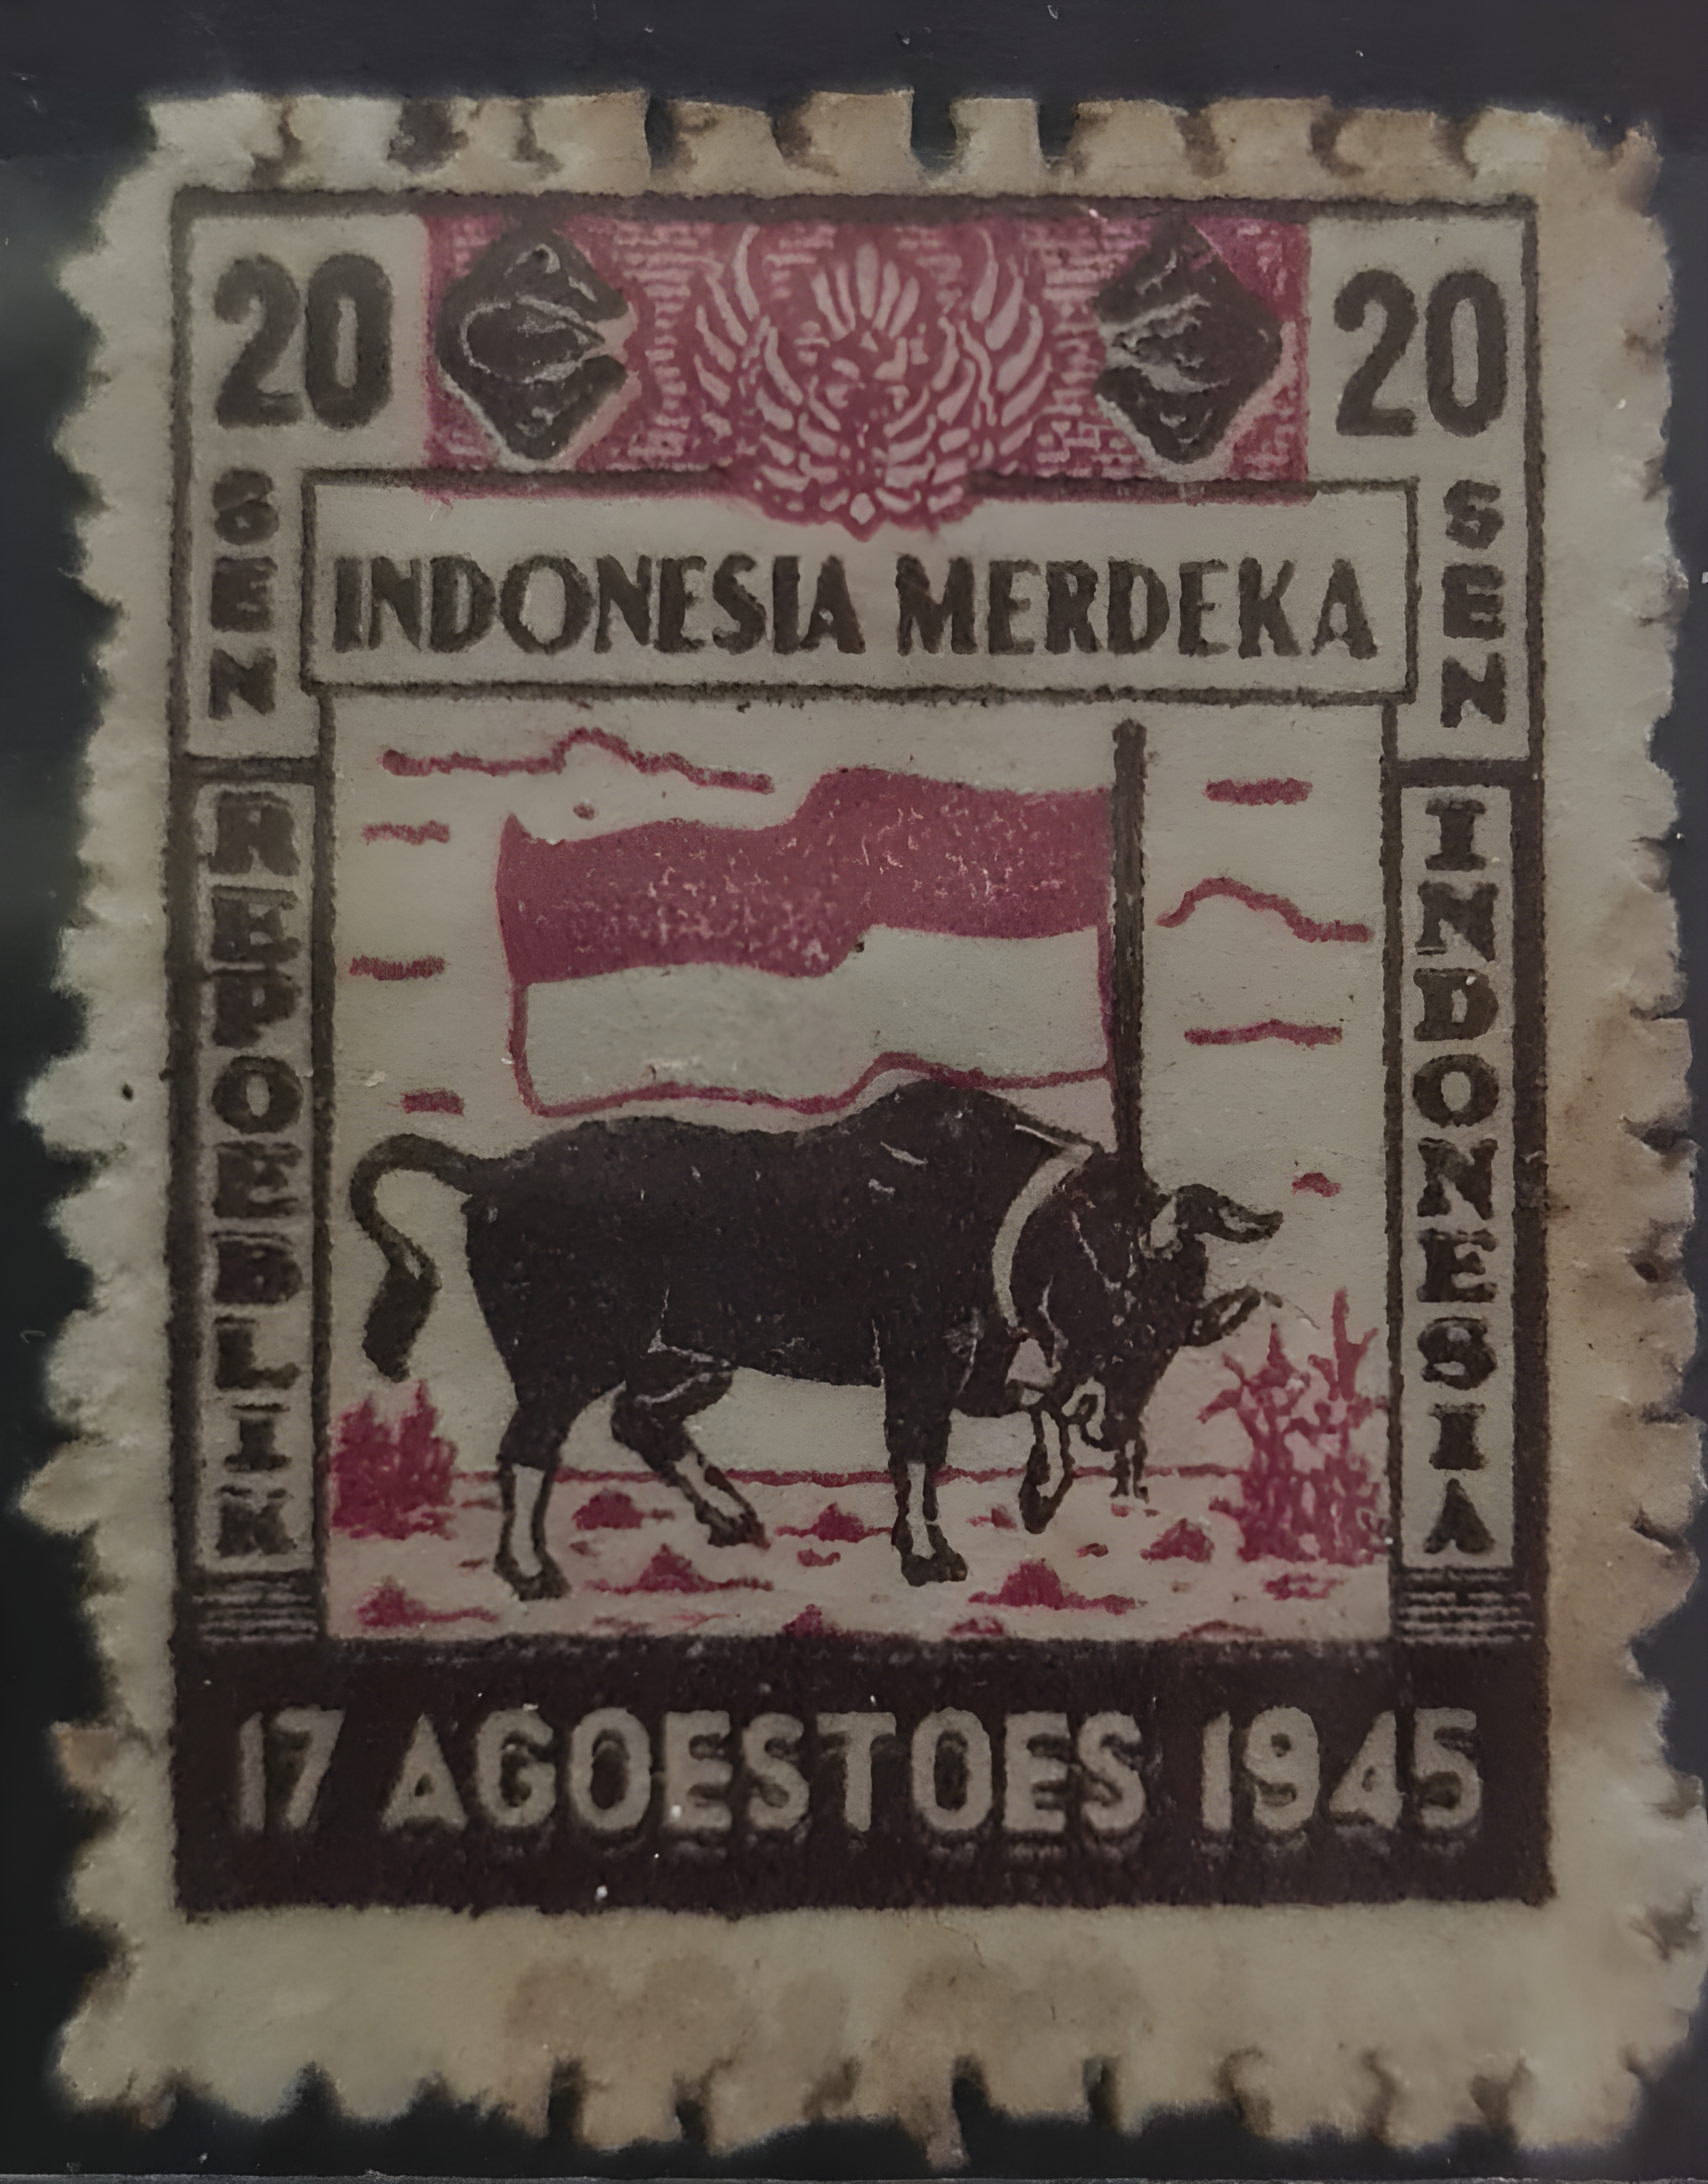 20
20
SEN
SEN
INDONESIA MERDEKA
REPOEBLIK
INDONESIA
17 AGOESTOES 1945